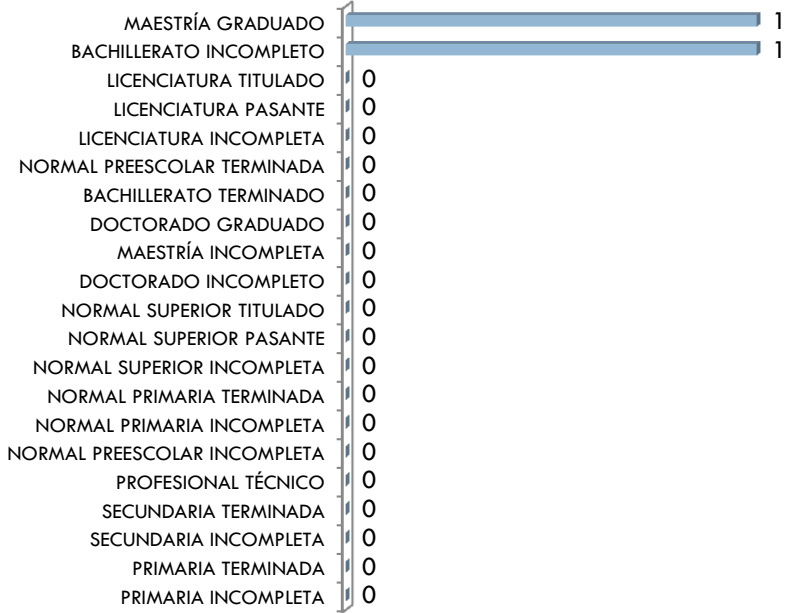 MAESTRÍA GRADUADO 1
BACHILLERATO INCOMPLETO 1
LICENCIATURA TITULADO 0
LICENCIATURA PASANTE 0
LICENCIATURA INCOMPLETA 0
NORMAL PREESCOLAR TERMINADA 0
BACHILLERATO TERMINADO 0
DOCTORADO GRADUADO 0
MAESTRÍA INCOMPLETA 0
DOCTORADO INCOMPLETO 0
NORMAL SUPERIOR TITULADO 0
NORMAL SUPERIOR PASANTE 0
NORMAL SUPERIOR INCOMPLETA 0
NORMAL PRIMARIA TERMINADA 0
NORMAL PRIMARIA INCOMPLETA 0
NORMAL PREESCOLAR INCOMPLETA 0
PROFESIONAL TÉCNICO 0
SECUNDARIA TERMINADA 0
SECUNDARIA INCOMPLETA 0
PRIMARIA TERMINADA 0
PRIMARIA INCOMPLETA 0